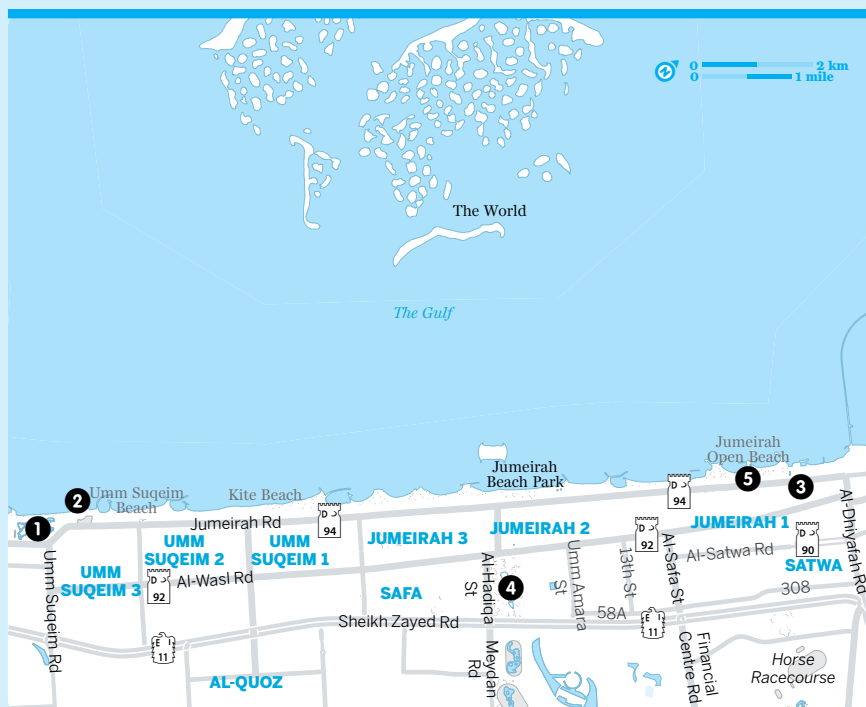 0 2 km
0 1 mile
N
The World
The Gulf
Jumeirah
Open Beach
Jumeirah
Beach Park
Umm Suqeim
Beach
Kite Beach
5
3
2
1
D
94
D
94
Jumeirah Rd
JUMEIRAH 3
JUMEIRAH 2
JUMEIRAH 1
UMM
SUQEIM 2
UMM
SUQEIM 1
UMM
SUQEIM 3
D
92
D
92
D
90
Al-Wasl Rd
Al-Satwa Rd
SATWA
Al-Dhiyafah Rd
Umm Suqeim Rd
SAFA
Al-Hadiqa
St
4
Umm Amara
St
13th St
Al-Safa St
58A
308
Sheikh Zayed Rd
E
11
E
11
AL-QUOZ
Meydan
Rd
Financial
Centre Rd
Horse
Racecourse